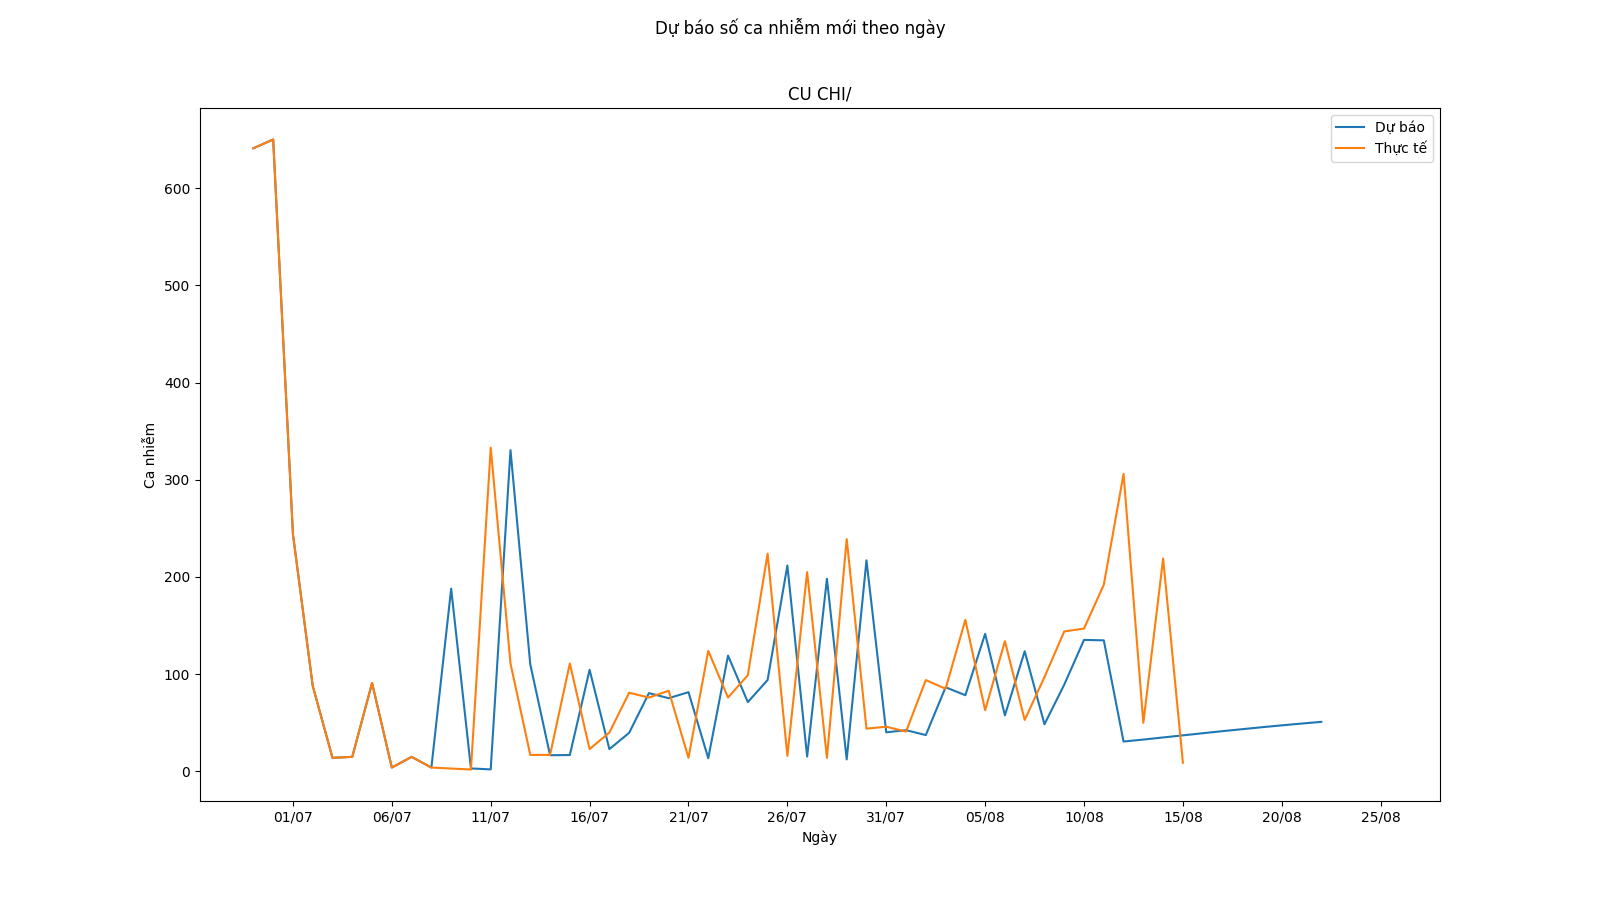 Dự báo số ca nhiễm mới theo ngày
CU CHI/
Dự báo
Thực tế
600
500
400
300
200
100
0
Ca nhiễm
01/07 06/07 11/07 16/07 21/07 26/07 31/07 05/08 10/08 15/08 20/08 25/08
Ngày